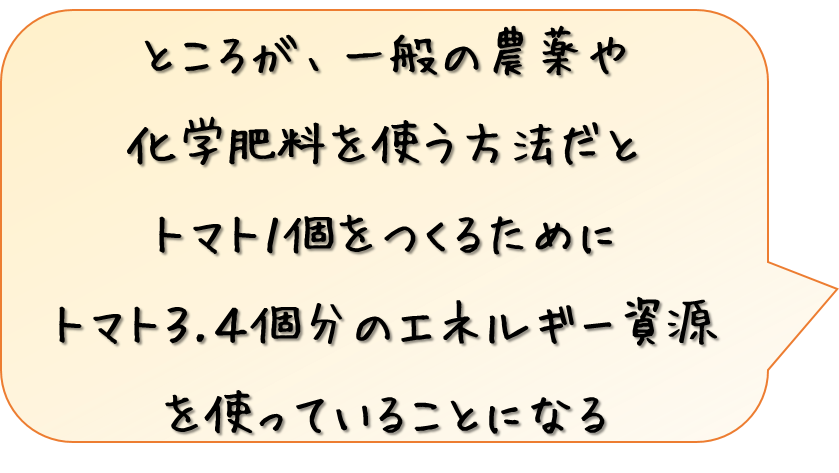 ところが、一般の農薬や
化学肥料を使う方法だと
トマト1個をつくるために
トマト3.4個分のエネルギー資源
を使っていることになる